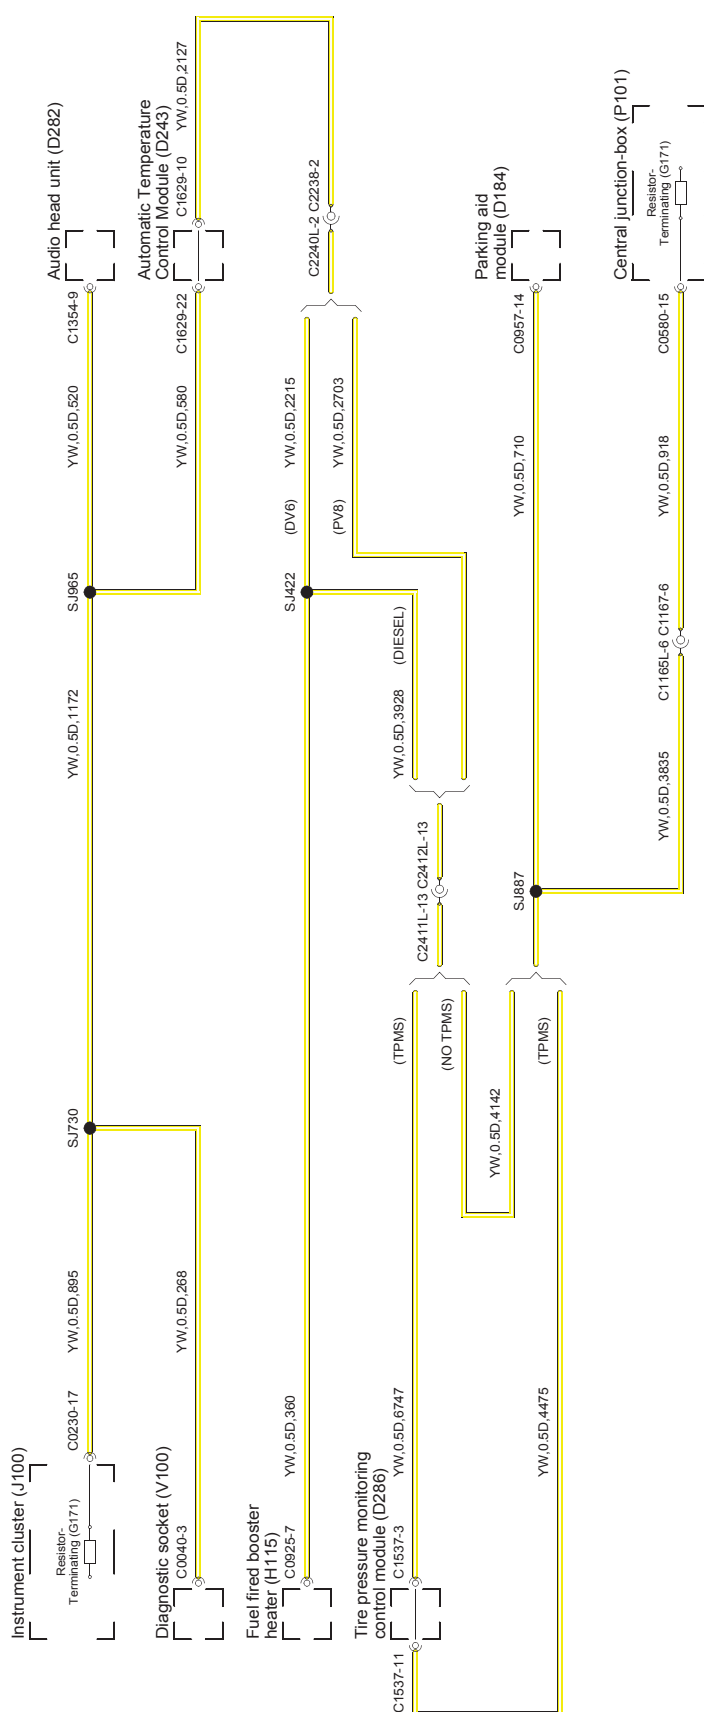 Instrument cluster (J100)
Resistor-
Terminating (G171)
C0230-17
YW,0.5D,895
SJ730
YW,0.5D,1172
SJ965
YW,0.5D,520
C1354-9
Audio head unit (D282)
Diagnostic socket (V100)
C0040-3
YW,0.5D,268
YW,0.5D,580
C1629-22
Automatic Temperature
Control Module (D243)
C1629-10
YW,0.5D,2127
Fuel fired booster
heater (H115)
C0925-7
YW,0.5D,360
SJ422
(DV6)
YW,0.5D,2215
C2240L-2
C2238-2
(PV8)
YW,0.5D,2703
Tire pressure monitoring
control module (D286)
C1537-11
C1537-3
YW,0.5D,6747
(TPMS)
C2411L-13
C2412L-13
YW,0.5D,3928
(DIESEL)
(NO TPMS)
YW,0.5D,4142
SJ887
YW,0.5D,710
C0957-14
Parking aid
module (D184)
YW,0.5D,4475
(TPMS)
YW,0.5D,3835
C1165L-6
C1167-6
YW,0.5D,918
C0580-15
Central junction-box (P101)
Resistor-
Terminating (G171)